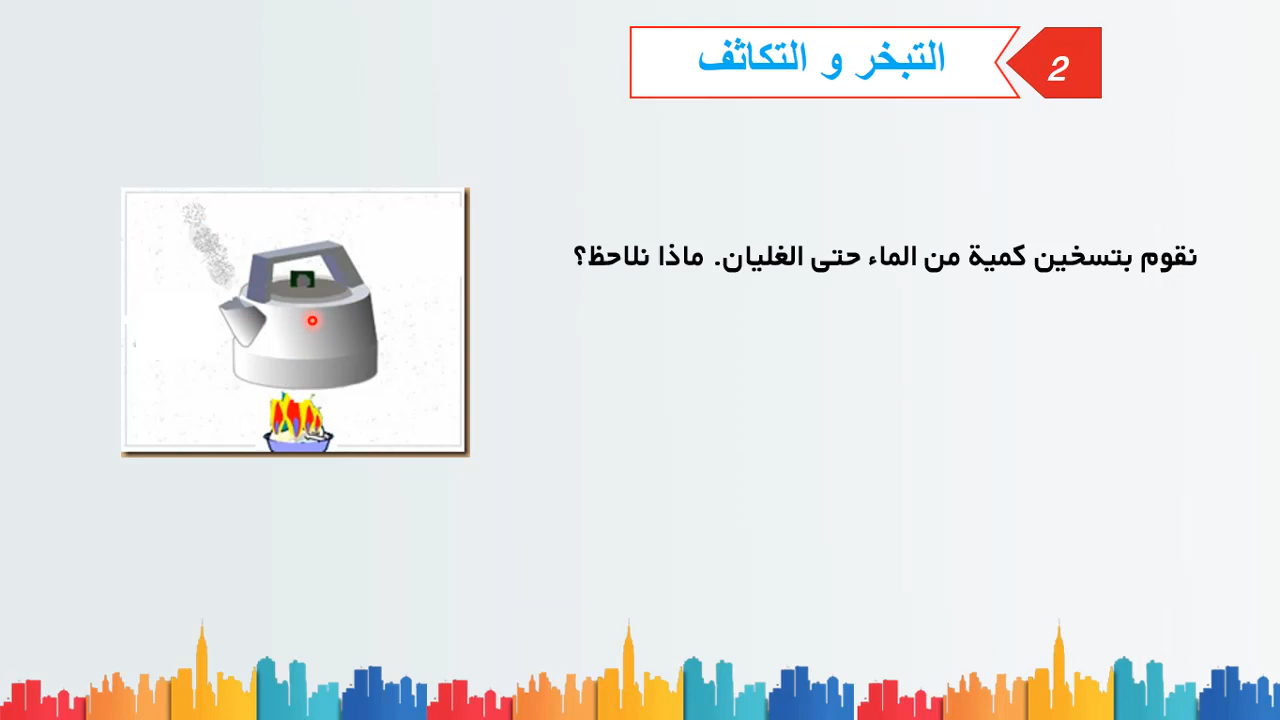 2
التبخر و التكاثف
نقوم بتسخين كمية من الماء حتى الغليان. ماذا نلاحظ؟